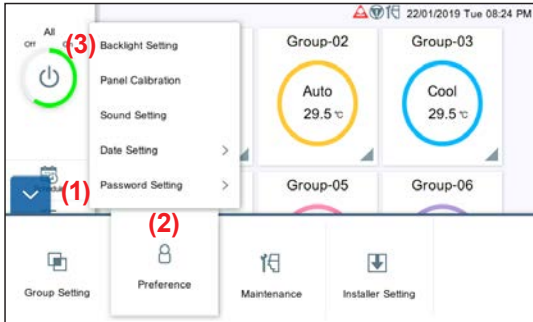 22/01/2019 Tue 08:24 PM
All
Off
(3)
Backlight Setting
Panel Calibration
Sound Setting
Date Setting >
Password Setting >
Group-02
Auto
29.5 °C
Group-03
Cool
29.5 °C
(1)
Group-05
Group-06
(2)
Group Setting
Preference
Maintenance
Installer Setting